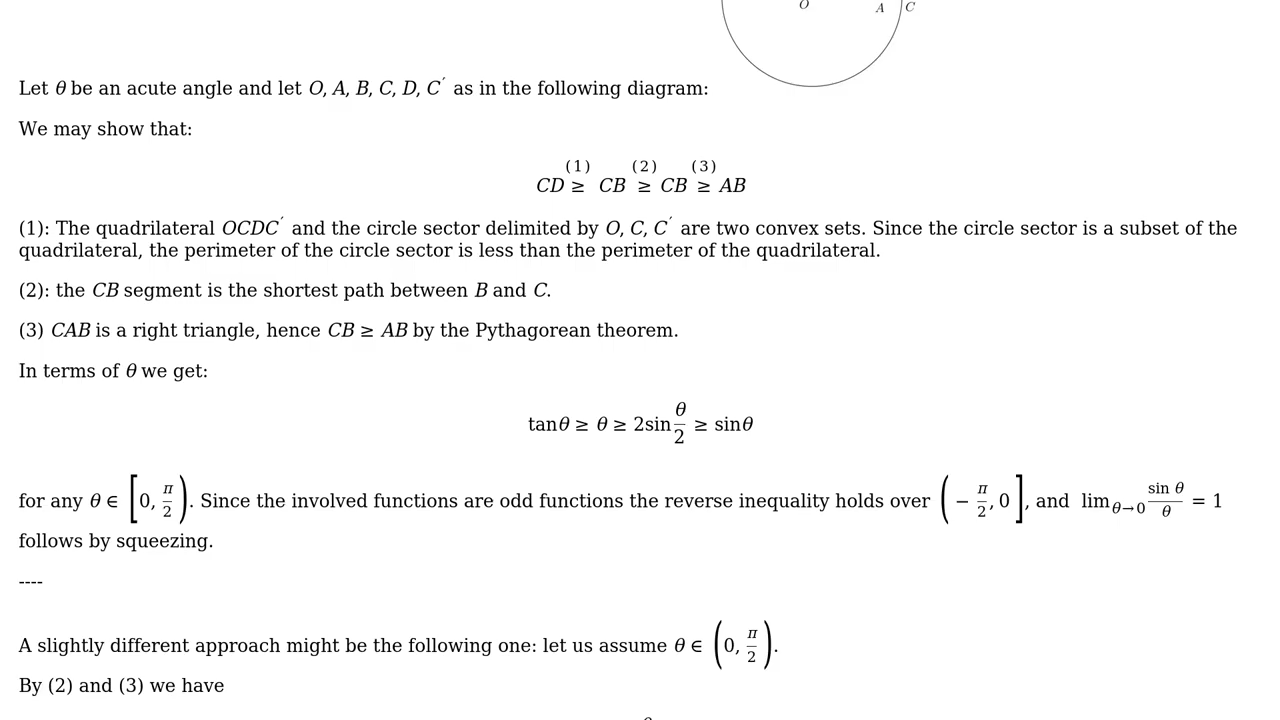 O A C
Let θ be an acute angle and let O, A, B, C, D, C′ as in the following diagram:
We may show that:
CD ≥^(1) CB ≥^(2) CB ≥^(3) AB
(1): The quadrilateral OCDC′ and the circle sector delimited by O, C, C′ are two convex sets. Since the circle sector is a subset of the
quadrilateral, the perimeter of the circle sector is less than the perimeter of the quadrilateral.
(2): the CB segment is the shortest path between B and C.
(3) CAB is a right triangle, hence CB ≥ AB by the Pythagorean theorem.
In terms of θ we get:
tanθ ≥ θ ≥ 2sin θ/2 ≥ sinθ
for any θ ∈ [0, π/2). Since the involved functions are odd functions the reverse inequality holds over (− π/2, 0], and lim_{θ→0} sin θ/θ = 1
follows by squeezing.
----
A slightly different approach might be the following one: let us assume θ ∈ (0, π/2).
By (2) and (3) we have